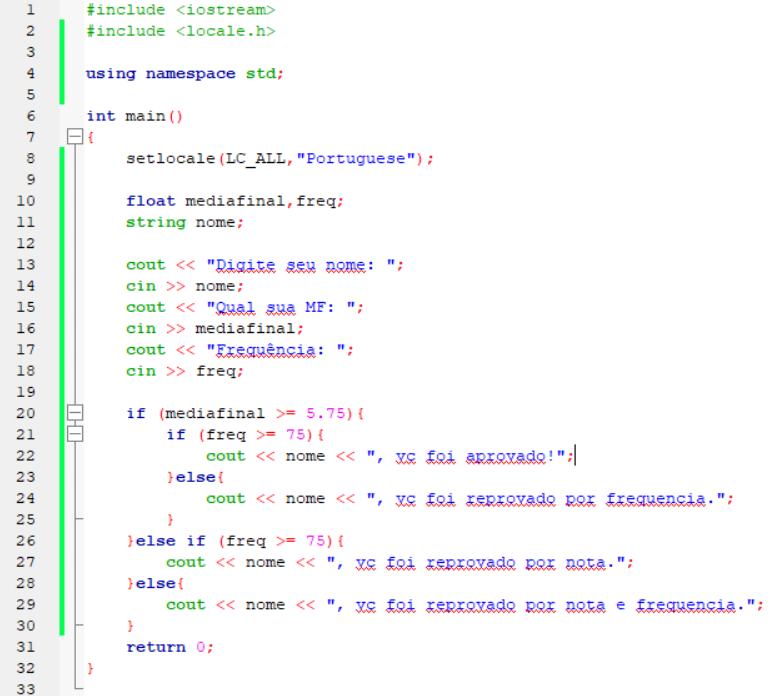 1 #include <iostream>
2 #include <locale.h>
3
4 using namespace std;
5
6 int main()
7 {
8 setlocale(LC_ALL,"Portuguese");
9
10 float mediafinal,freq;
11 string nome;
12
13 cout << "Digite seu nome: ";
14 cin >> nome;
15 cout << "Qual sua MF: ";
16 cin >> mediafinal;
17 cout << "Frequência: ";
18 cin >> freq;
19
20 if (mediafinal >= 5.75){
21 if (freq >= 75){
22 cout << nome << ", vc foi aprovado!";
23 }else{
24 cout << nome << ", vc foi reprovado por frequencia.";
25 }
26 }else if (freq >= 75){
27 cout << nome << ", vc foi reprovado por nota.";
28 }else{
29 cout << nome << ", vc foi reprovado por nota e frequencia.";
30 }
31 return 0;
32 }
33